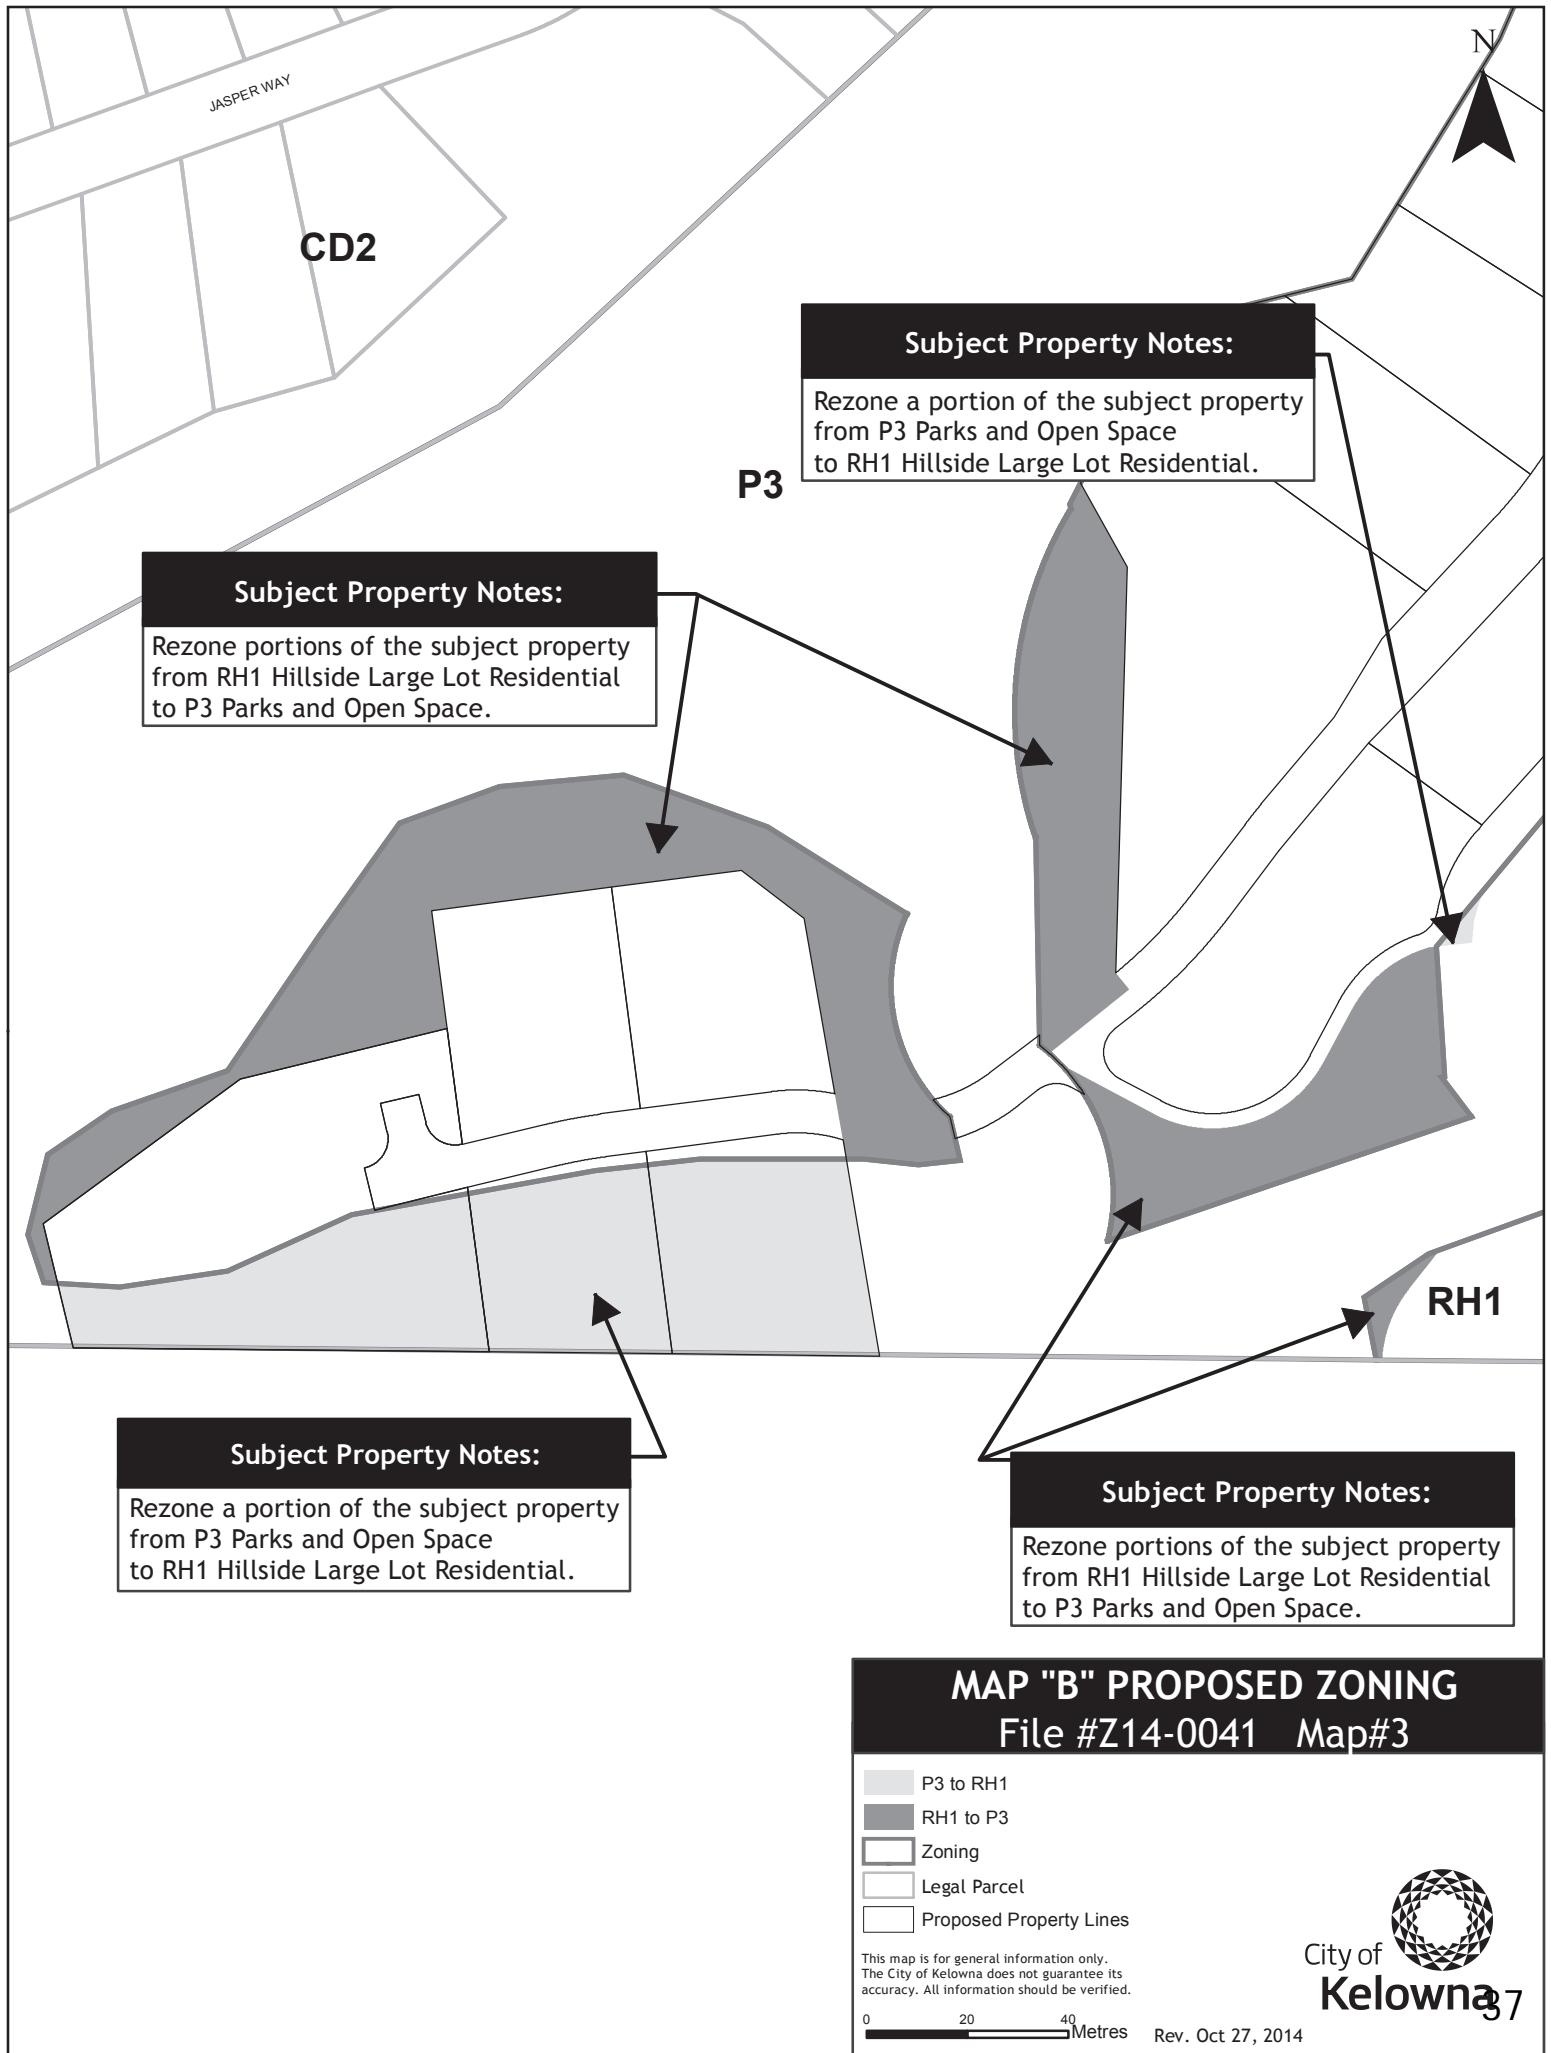 N
JASPER WAY
CD2
Subject Property Notes:
Rezone a portion of the subject property
from P3 Parks and Open Space
to RH1 Hillside Large Lot Residential.
P3
Subject Property Notes:
Rezone portions of the subject property
from RH1 Hillside Large Lot Residential
to P3 Parks and Open Space.
RH1
Subject Property Notes:
Rezone a portion of the subject property
from P3 Parks and Open Space
to RH1 Hillside Large Lot Residential.
Subject Property Notes:
Rezone portions of the subject property
from RH1 Hillside Large Lot Residential
to P3 Parks and Open Space.
MAP "B" PROPOSED ZONING
File #Z14-0041 Map#3
P3 to RH1
RH1 to P3
Zoning
Legal Parcel
Proposed Property Lines
This map is for general information only.
The City of Kelowna does not guarantee its
accuracy. All information should be verified.
0 20 40
Metres
Rev. Oct 27, 2014
City of
Kelowna
37